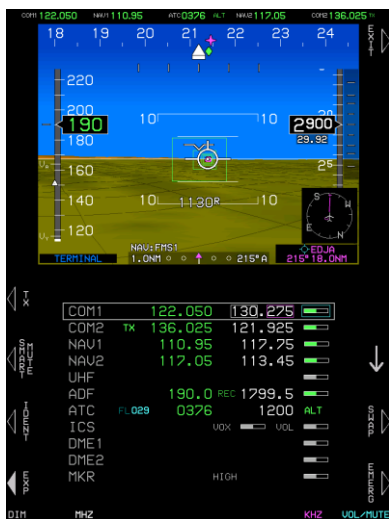 COM1 122.050 NAV1 110.95 ATC 0376 ALT NAV2 117.05 COM2 136.025 TX
EXIT
18 19 20 21 22 23 24
220
200
190
180
160
140
120
10 10
2900
29.92
25
10 1130R 10
S W N E
NAV:FMS1
TERMINAL 1.0NM 215°A
EDJA
215° 18.0NM
TX
COM1 122.050 130.275
COM2 TX 136.025 121.925
NAV1 110.95 117.75
SMART MUTE
NAV2 117.05 113.45
UHF
ADF 190.0 REC 1799.5
IDENT
ATC FL029 0376 1200 ALT
SWAP
ICS VOX VOL
DME1
DME2
EXP
MKR HIGH
EMERG
DIM MHZ KHZ VOL/MUTE